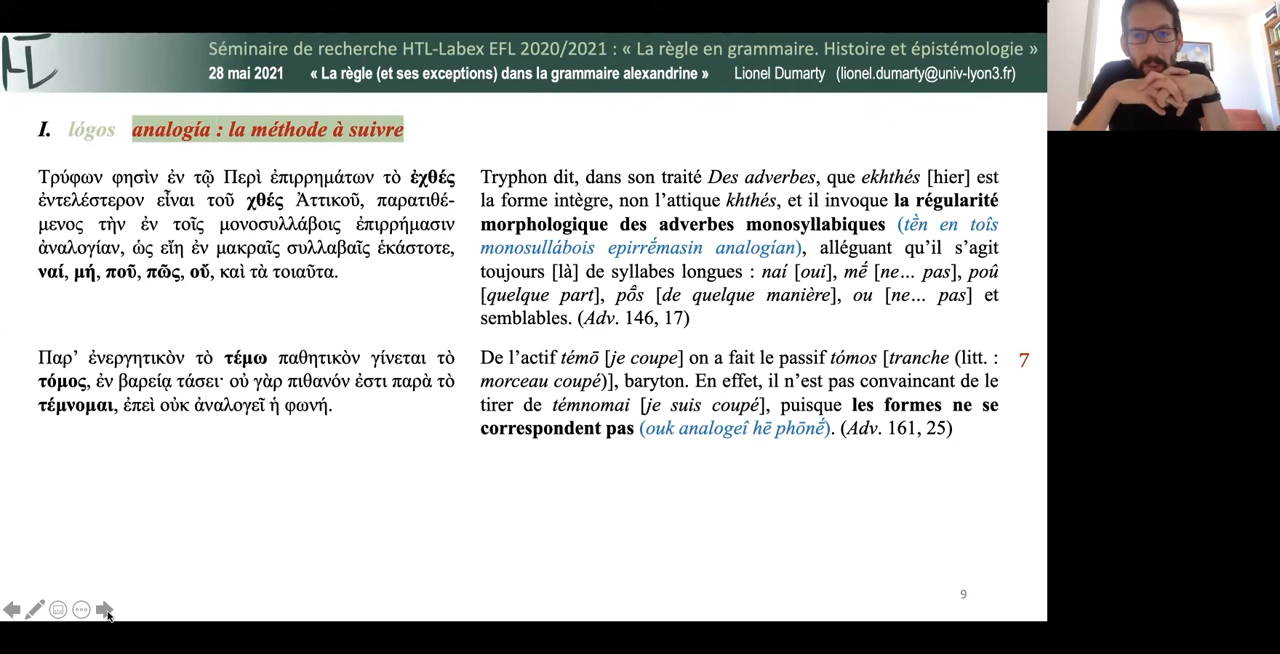 HTL
Séminaire de recherche HTL-Labex EFL 2020/2021 : « La règle en grammaire. Histoire et épistémologie »
28 mai 2021 « La règle (et ses exceptions) dans la grammaire alexandrine » Lionel Dumarty (lionel.dumarty@univ-lyon3.fr)
I. lógos analogía : la méthode à suivre
Τρύφων φησὶν ἐν τῷ Περὶ ἐπιρρημάτων τὸ ἐχθές
ἐντελέστερον εἶναι τοῦ χθές Ἀττικοῦ, παρατιθέ-
μενος τὴν ἐν τοῖς μονοσυλλάβοις ἐπιρρήμασιν
ἀναλογίαν, ὡς εἴη ἐν μακραῖς συλλαβαῖς ἑκάστοτε,
ναί, μή, ποῦ, πῶς, οὔ, καὶ τὰ τοιαῦτα.
Tryphon dit, dans son traité Des adverbes, que ekhthés [hier] est
la forme intègre, non l’attique khthés, et il invoque la régularité
morphologique des adverbes monosyllabiques (tḕn en toîs
monosullábois epirrḗmasin analogían), alléguant qu’il s’agit
toujours [là] de syllabes longues : naí [oui], mḗ [ne… pas], poû
[quelque part], pō̂s [de quelque manière], ou [ne… pas] et
semblables. (Adv. 146, 17)
Παρ’ ἐνεργητικὸν τὸ τέμω παθητικὸν γίνεται τὸ
τόμος, ἐν βαρείᾳ τάσει· οὐ γὰρ πιθανόν ἐστι παρὰ τὸ
τέμνομαι, ἐπεὶ οὐκ ἀναλογεῖ ἡ φωνή.
De l’actif témō [je coupe] on a fait le passif tómos [tranche (litt. :
morceau coupé)], baryton. En effet, il n’est pas convaincant de le
tirer de témnomai [je suis coupé], puisque les formes ne se
correspondent pas (ouk analogeî hē phōnḗ). (Adv. 161, 25)
7
9